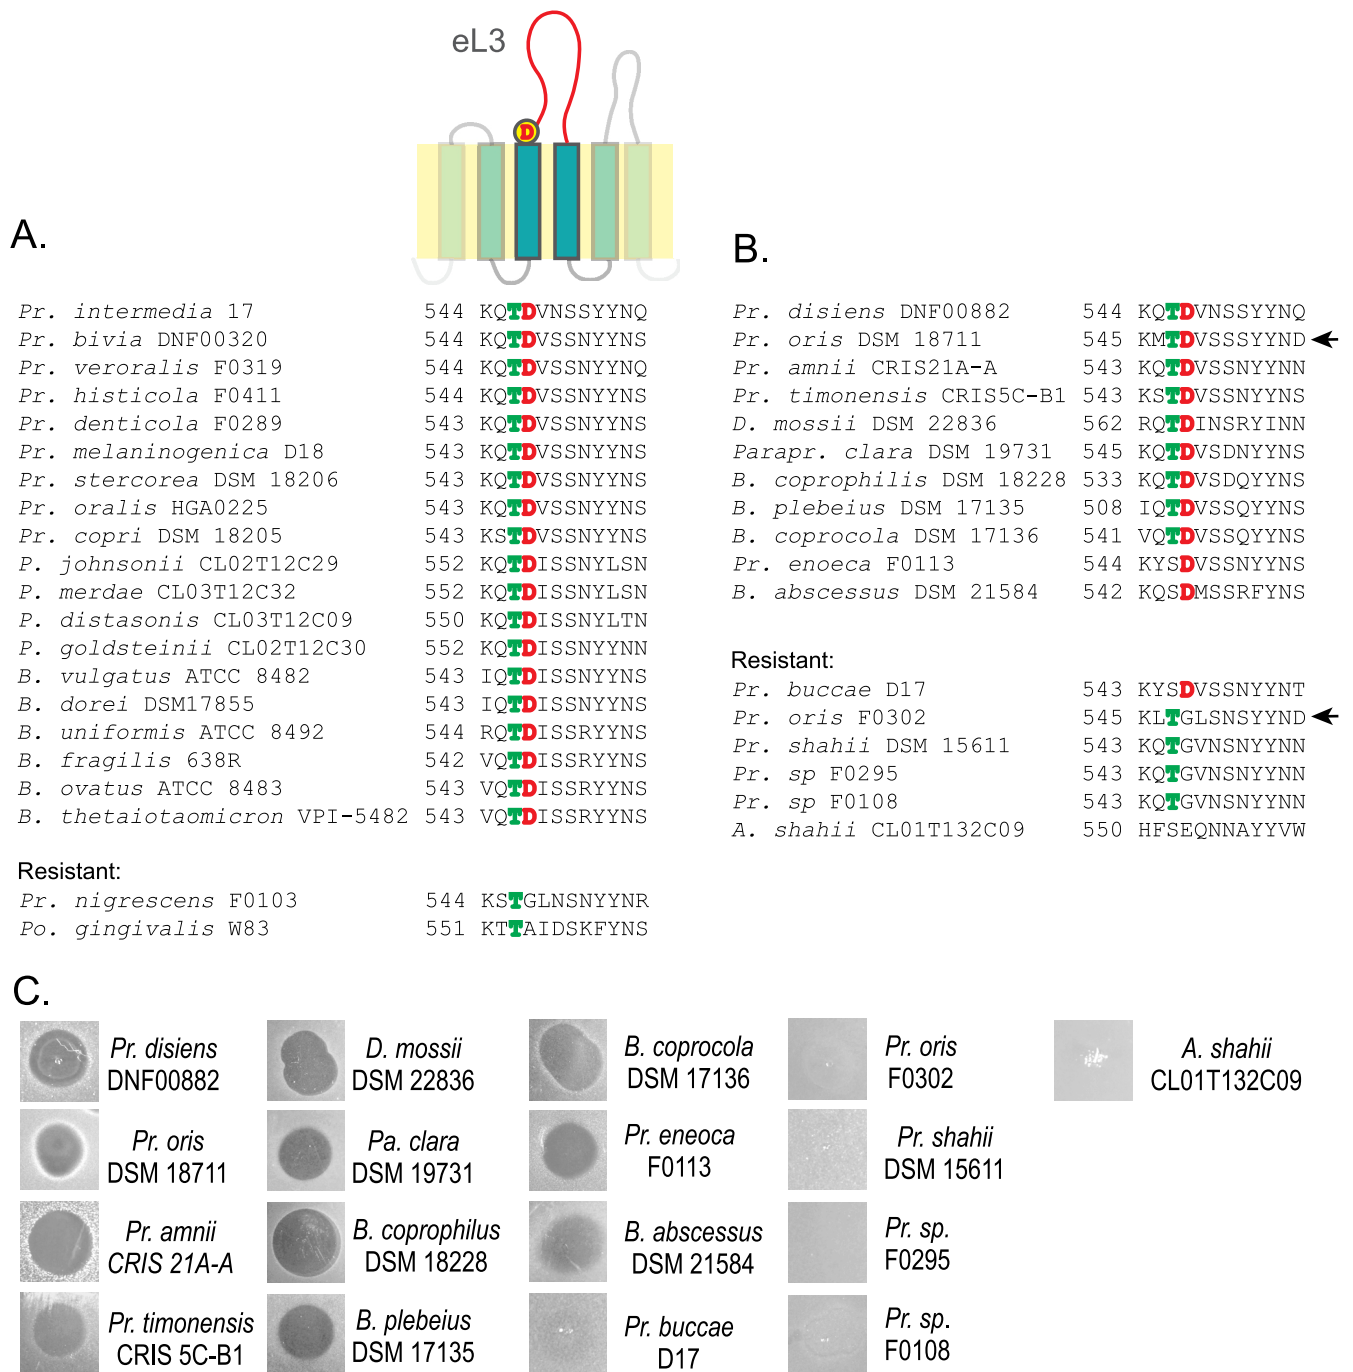 eL3
D
A.
Pr. intermedia 17 544 KQTDVNSSYYNQ
Pr. bivia DNF00320 544 KQTDVSSNYYNS
Pr. veroralis F0319 544 KQTDVSSNYYNQ
Pr. histicola F0411 544 KQTDVSSNYYNS
Pr. denticola F0289 543 KQTDVSSNYYNS
Pr. melaninogenica D18 543 KQTDVSSNYYNS
Pr. stercorea DSM 18206 543 KQTDVSSNYYNS
Pr. oralis HGA0225 543 KQTDVSSNYYNS
Pr. copri DSM 18205 543 KSTDVSSNYYNS
P. johnsonii CL02T12C29 552 KQTDISSNYLSN
P. merdae CL03T12C32 552 KQTDISSNYLSN
P. distasonis CL03T12C09 550 KQTDISSNYLTN
P. goldsteinii CL02T12C30 552 KQTDISSNYYNN
B. vulgatus ATCC 8482 543 IQTDISSNYYNS
B. dorei DSM17855 543 IQTDISSNYYNS
B. uniformis ATCC 8492 544 RQTDISSRYYNS
B. fragilis 638R 542 VQTDISSRYYNS
B. ovatus ATCC 8483 543 VQTDISSRYYNS
B. thetaiotaomicron VPI-5482 543 VQTDISSRYYNS
Resistant:
Pr. nigrescens F0103 544 KSTGLNSNYYNR
Po. gingivalis W83 551 KTTAIDSKFYNS
B.
Pr. disiens DNF00882 544 KQTDVNSSYYNQ
Pr. oris DSM 18711 545 KMTDVSSSYYND
Pr. amnii CRIS21A-A 543 KQTDVSSNYYNN
Pr. timonensis CRIS5C-B1 543 KSTDVSSNYYNS
D. mossii DSM 22836 562 RQTDINSRYINN
Parapr. clara DSM 19731 545 KQTDVSDNYYNS
B. coprophilis DSM 18228 533 KQTDVSDQYYNS
B. plebeius DSM 17135 508 IQTDVSSQYYNS
B. coprocola DSM 17136 541 VQTDVSSQYYNS
Pr. enoeca F0113 544 KYSDVSSNYYNS
B. abscessus DSM 21584 542 KQSDMSSRFYNS
Resistant:
Pr. buccae D17 543 KYSDVSSNYYNT
Pr. oris F0302 545 KLTGLSNSYYND
Pr. shahii DSM 15611 543 KQTGVNSNYYNN
Pr. sp F0295 543 KQTGVNSNYYNN
Pr. sp F0108 543 KQTGVNSNYYNN
A. shahii CL01T132C09 550 HFSEQNNAYYVW
C.
Pr. disiens
DNF00882
Pr. oris
DSM 18711
Pr. amnii
CRIS 21A-A
Pr. timonensis
CRIS 5C-B1
D. mossii
DSM 22836
Pa. clara
DSM 19731
B. coprophilus
DSM 18228
B. plebeius
DSM 17135
B. coprocola
DSM 17136
Pr. eneoca
F0113
B. abscessus
DSM 21584
Pr. buccae
D17
Pr. oris
F0302
Pr. shahii
DSM 15611
Pr. sp.
F0295
Pr. sp.
F0108
A. shahii
CL01T132C09